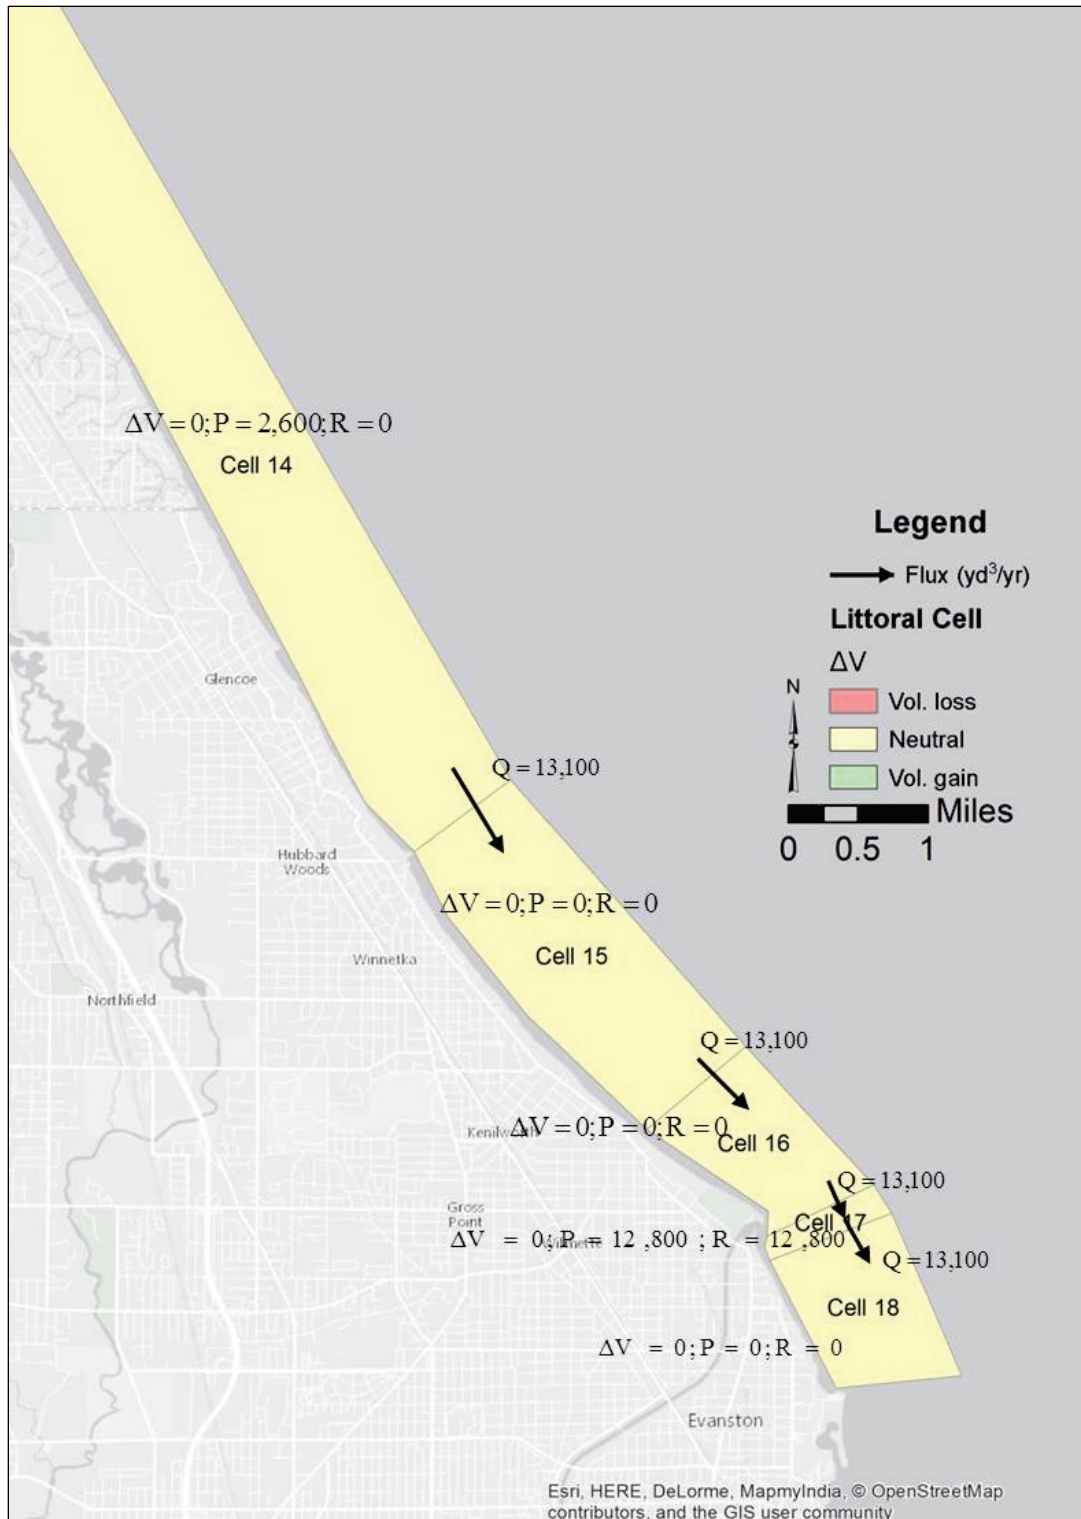 ΔV = 0; P = 2,600; R = 0
Cell 14
Legend
Flux (yd³/yr)
Littoral Cell
ΔV
Vol. loss
Neutral
Vol. gain
N
Miles
0 0.5 1
Glencoe
Q = 13,100
Hubbard
Woods
ΔV = 0; P = 0; R = 0
Cell 15
Winnetka
Northfield
Q = 13,100
ΔV = 0; P = 0; R = 0
Kenilworth
Cell 16
Q = 13,100
Gross
Point
Cell 17
ΔV = 0; P = 12,800; R = 12,800
Wilmette
Q = 13,100
Cell 18
ΔV = 0; P = 0; R = 0
Evanston
Esri, HERE, DeLorme, MapmyIndia, © OpenStreetMap
contributors, and the GIS user community